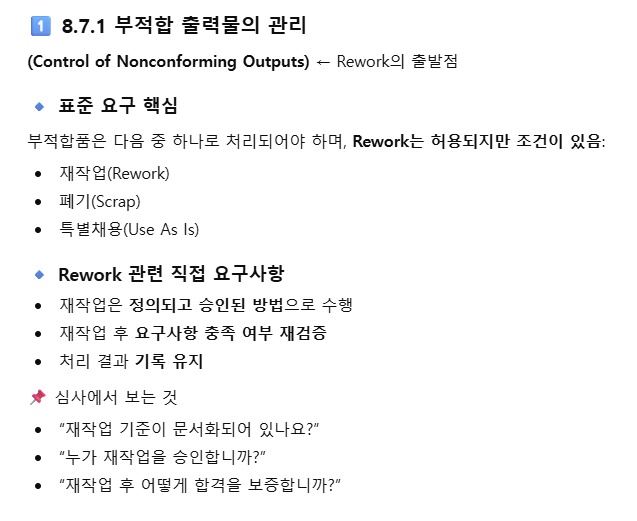 1 8.7.1 부적합 출력물의 관리
(Control of Nonconforming Outputs) ← Rework의 출발점
🔹 표준 요구 핵심
부적합품은 다음 중 하나로 처리되어야 하며, Rework는 허용되지만 조건이 있음:
• 재작업(Rework)
• 폐기(Scrap)
• 특별채용(Use As Is)
🔹 Rework 관련 직접 요구사항
• 재작업은 정의되고 승인된 방법으로 수행
• 재작업 후 요구사항 충족 여부 재검증
• 처리 결과 기록 유지
📌 심사에서 보는 것
• “재작업 기준이 문서화되어 있나요?”
• “누가 재작업을 승인합니까?”
• “재작업 후 어떻게 합격을 보증합니까?”